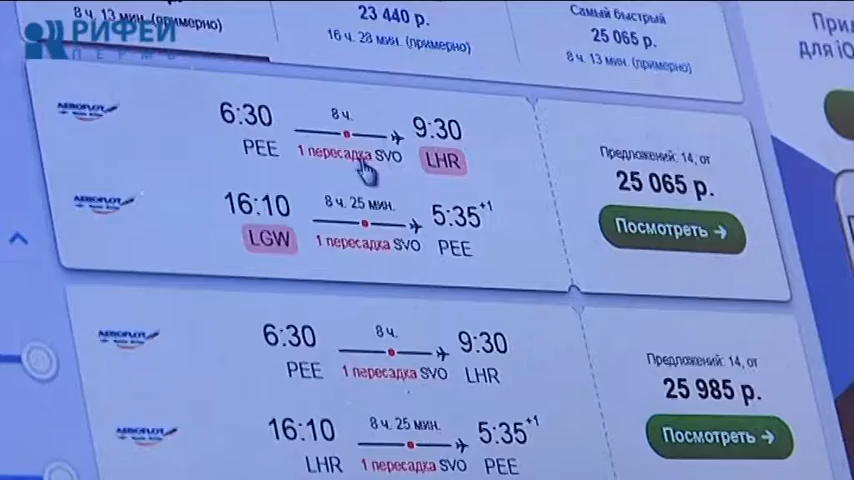 РИФЕЙ
ПЕРМЬ
8 ч. 13 мин. (примерно)
23 440 р.
16 ч. 28 мин. (примерно)
Самый быстрый
25 065 р.
8 ч. 13 мин. (примерно)
для iO
AEROFLOT
6:30
8 ч.
9:30
PEE
1 пересадка SVO
LHR
AEROFLOT
16:10
8 ч. 25 мин.
5:35+1
LGW
1 пересадка SVO
PEE
Предложений: 14, от
25 065 р.
Посмотреть →
AEROFLOT
6:30
8 ч.
9:30
PEE
1 пересадка SVO
LHR
AEROFLOT
16:10
8 ч. 25 мин.
5:35+1
LHR
1 пересадка SVO
PEE
Предложений: 14, от
25 985 р.
Посмотреть →